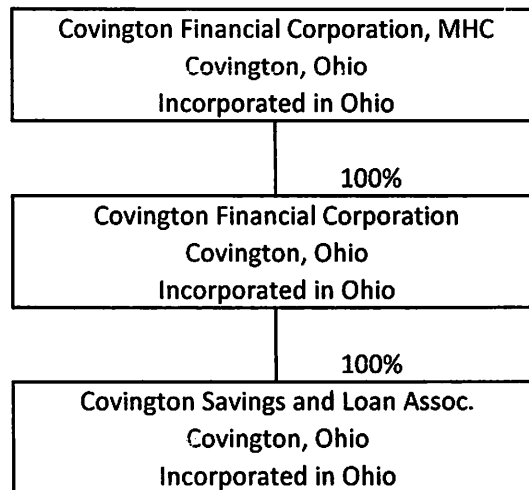 Covington Financial Corporation, MHC
Covington, Ohio
Incorporated in Ohio
100%
Covington Financial Corporation
Covington, Ohio
Incorporated in Ohio
100%
Covington Savings and Loan Assoc.
Covington, Ohio
Incorporated in Ohio